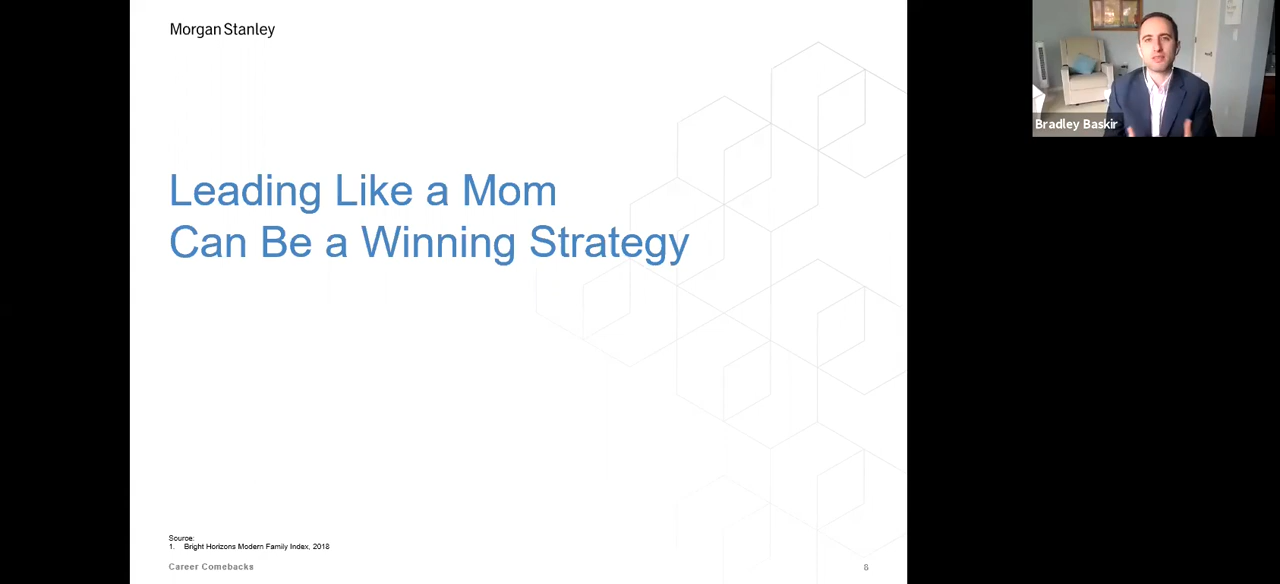 Morgan Stanley
Bradley Baskir
Leading Like a Mom
Can Be a Winning Strategy
Source:
1. Bright Horizons Modern Family Index, 2018
Career Comebacks
8